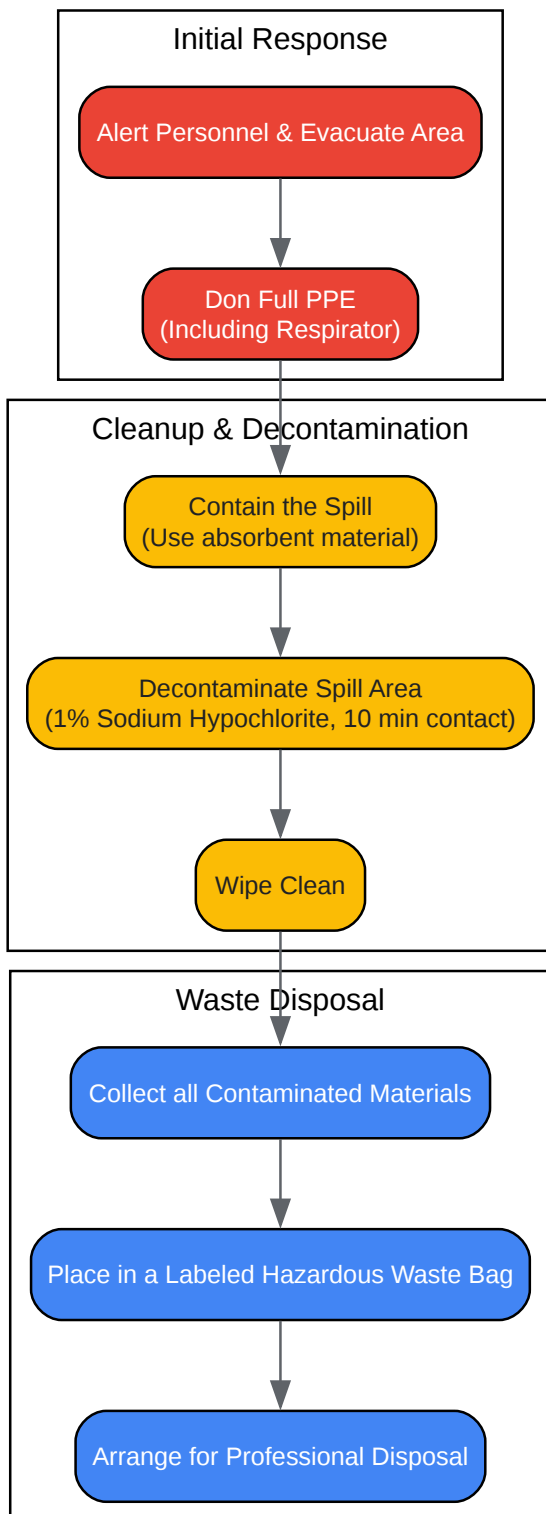 Initial Response
Alert Personnel & Evacuate Area
Don Full PPE
(Including Respirator)
Cleanup & Decontamination
Contain the Spill
(Use absorbent material)
Decontaminate Spill Area
(1% Sodium Hypochlorite, 10 min contact)
Wipe Clean
Waste Disposal
Collect all Contaminated Materials
Place in a Labeled Hazardous Waste Bag
Arrange for Professional Disposal